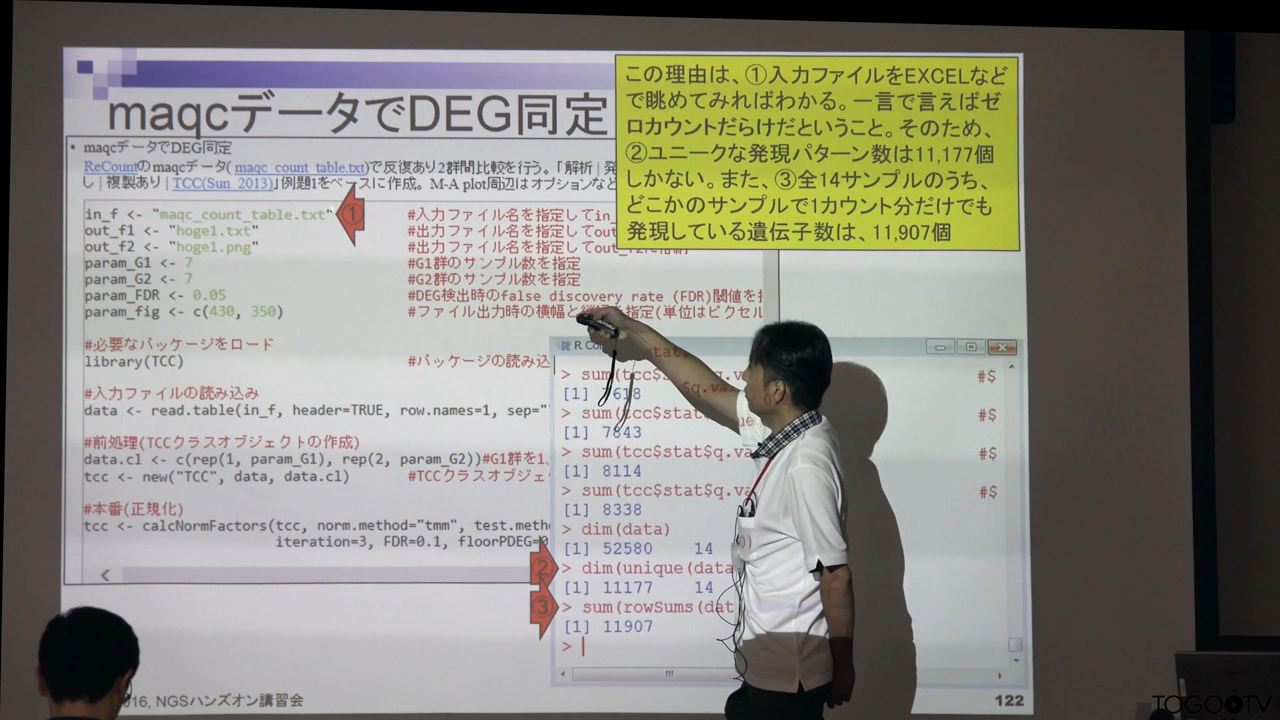 maqcデータでDEG同定
この理由は、①入力ファイルをEXCELなど
で眺めてみればわかる。一言で言えばゼ
ロカウントだらけだということ。そのため、
②ユニークな発現パターン数は11,177個
しかない。また、③全14サンプルのうち、
どこかのサンプルで1カウント分だけでも
発現している遺伝子数は、11,907個
• maqcデータでDEG同定
ReCountのmaqcデータ( maqc_count_table.txt)で反復あり2群間比較を行う。「解析 | 発
し | 複製あり | TCC(Sun_2013)」例題1をベースに作成。M-A plot周辺はオプションなど
in_f <- "maqc_count_table.txt" ① #入力ファイル名を指定してin_
out_f1 <- "hoge1.txt" #出力ファイル名を指定してout
out_f2 <- "hoge1.png" #出力ファイル名を指定してout_f2に格納
param_G1 <- 7 #G1群のサンプル数を指定
param_G2 <- 7 #G2群のサンプル数を指定
param_FDR <- 0.05 #DEG検出時のfalse discovery rate (FDR)閾値を
param_fig <- c(430, 350) #ファイル出力時の横幅と縦幅を指定(単位はピクセル
#必要なパッケージをロード
library(TCC) #パッケージの読み込
#入力ファイルの読み込み
data <- read.table(in_f, header=TRUE, row.names=1, sep="
#前処理(TCCクラスオブジェクトの作成)
data.cl <- c(rep(1, param_G1), rep(2, param_G2))#G1群を1、
tcc <- new("TCC", data, data.cl) #TCCクラスオブジェ
#本番(正規化)
tcc <- calcNormFactors(tcc, norm.method="tmm", test.meth
iteration=3, FDR=0.1, floorPDEG=
R Co
> sum(tcc$s #$
[1] 7618
> sum(tcc$stat #$
[1] 7843
> sum(tcc$stat$q.va #$
[1] 8114
> sum(tcc$stat$q.va #$
[1] 8338
> dim(data)
[1] 52580 14
② > dim(unique(data
[1] 11177 14
③ > sum(rowSums(dat
[1] 11907
>
016, NGSハンズオン講習会
122
TOGOTV